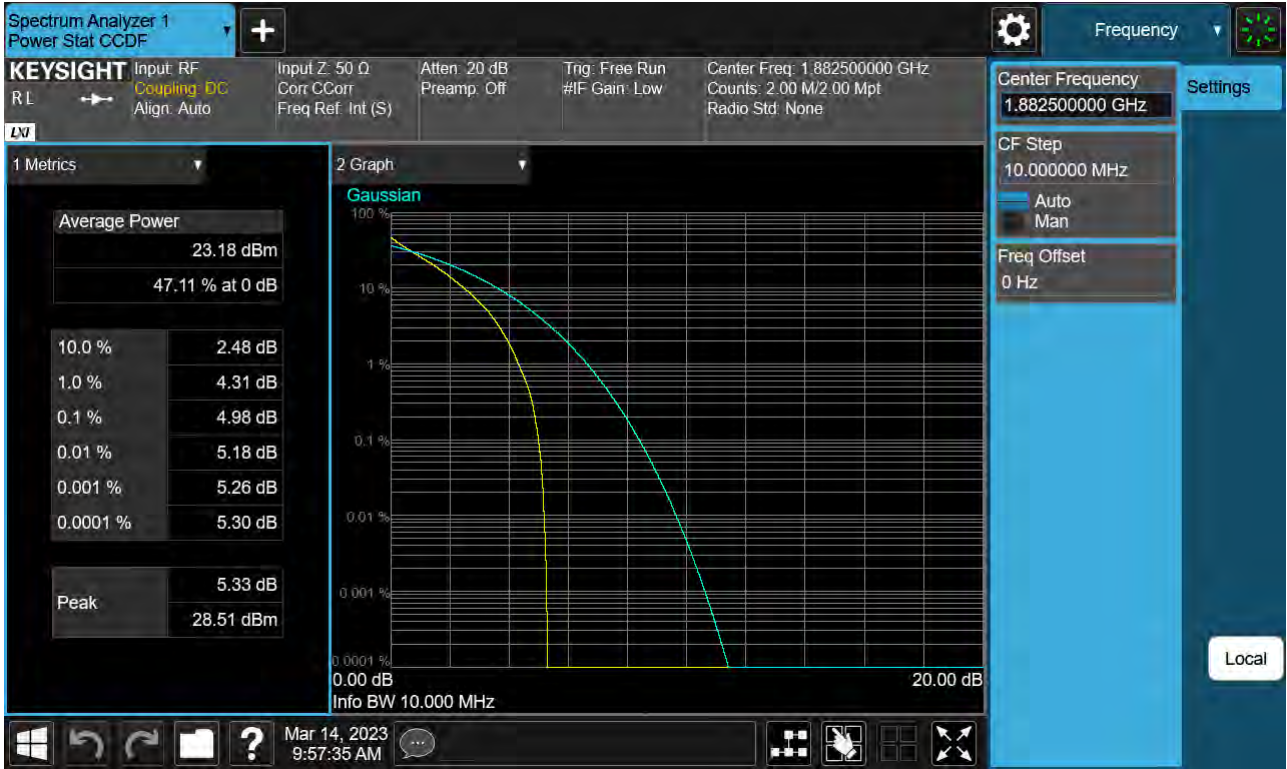 Spectrum Analyzer 1
Power Stat CCDF
Frequency
KEYSIGHT
RL
LXI
Input: RF
Coupling: DC
Align: Auto
Input Z: 50 Ω
Corr CCorr
Freq Ref: Int (S)
Atten: 20 dB
Preamp: Off
Trig: Free Run
#IF Gain: Low
Center Freq: 1.882500000 GHz
Counts: 2.00 M/2.00 Mpt
Radio Std: None
1 Metrics
Average Power
23.18 dBm
47.11 % at 0 dB
10.0 % 2.48 dB
1.0 % 4.31 dB
0.1 % 4.98 dB
0.01 % 5.18 dB
0.001 % 5.26 dB
0.0001 % 5.30 dB
Peak
5.33 dB
28.51 dBm
2 Graph
Gaussian
100 %
10 %
1 %
0.1 %
0.01 %
0.001 %
0.0001 %
0.00 dB 20.00 dB
Info BW 10.000 MHz
Center Frequency
1.882500000 GHz
CF Step
10.000000 MHz
Auto
Man
Freq Offset
0 Hz
Settings
Local
?
Mar 14, 2023
9:57:35 AM